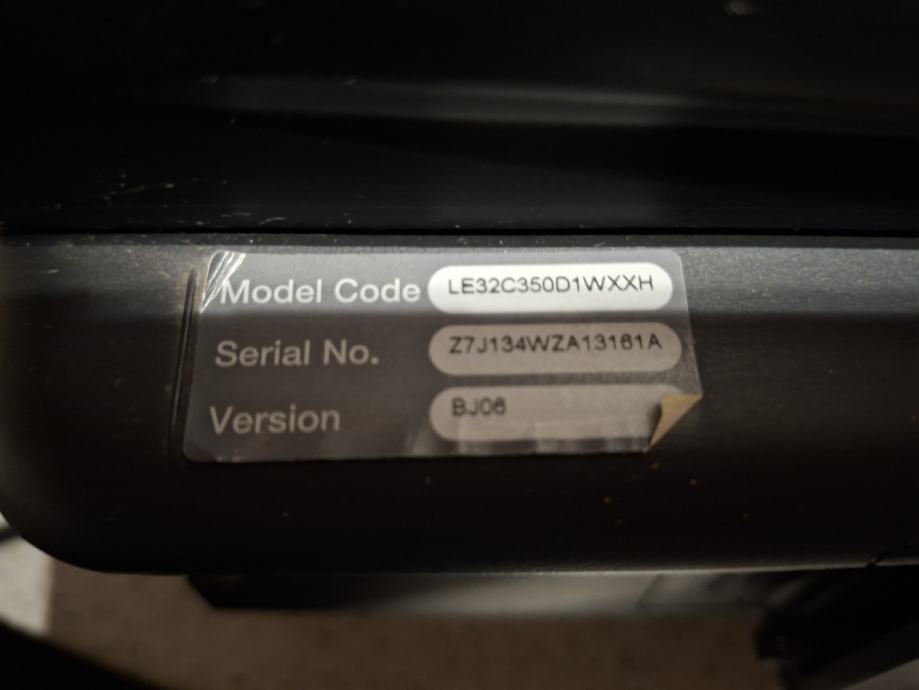 Model Code LE32C350D1WXXH
Serial No. Z7J134WZA13161A
Version BJ06